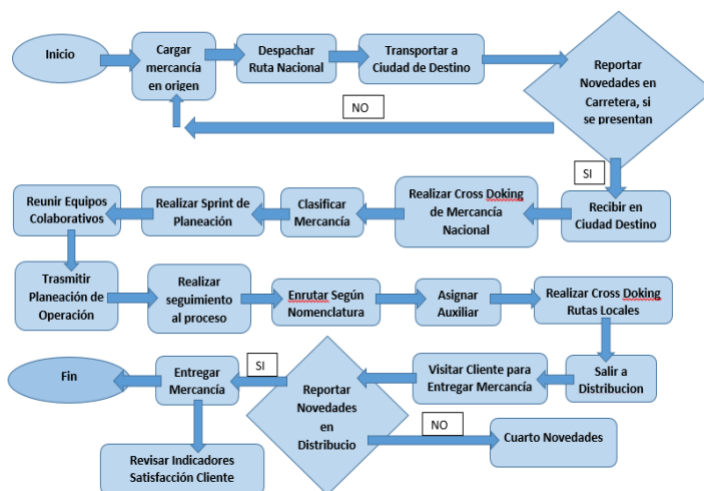 Inicio
Cargar
mercancía
en origen
Despachar
Ruta Nacional
Transportar a
Ciudad de Destino
Reportar
Novedades en
Carretera, si
se presentan
NO
SI
Recibir en
Ciudad Destino
Realizar Cross Doking
de Mercancía
Nacional
Clasificar
Mercancía
Realizar Sprint de
Planeación
Reunir Equipos
Colaborativos
Trasmitir
Planeación de
Operación
Realizar
seguimiento
al proceso
Enrutar Según
Nomenclatura
Asignar
Auxiliar
Realizar Cross Doking
Rutas Locales
Salir a
Distribucion
Visitar Cliente para
Entregar Mercancía
Reportar
Novedades
en
Distribucio
SI
Entregar
Mercancía
Fin
NO
Cuarto Novedades
Revisar Indicadores
Satisfacción Cliente